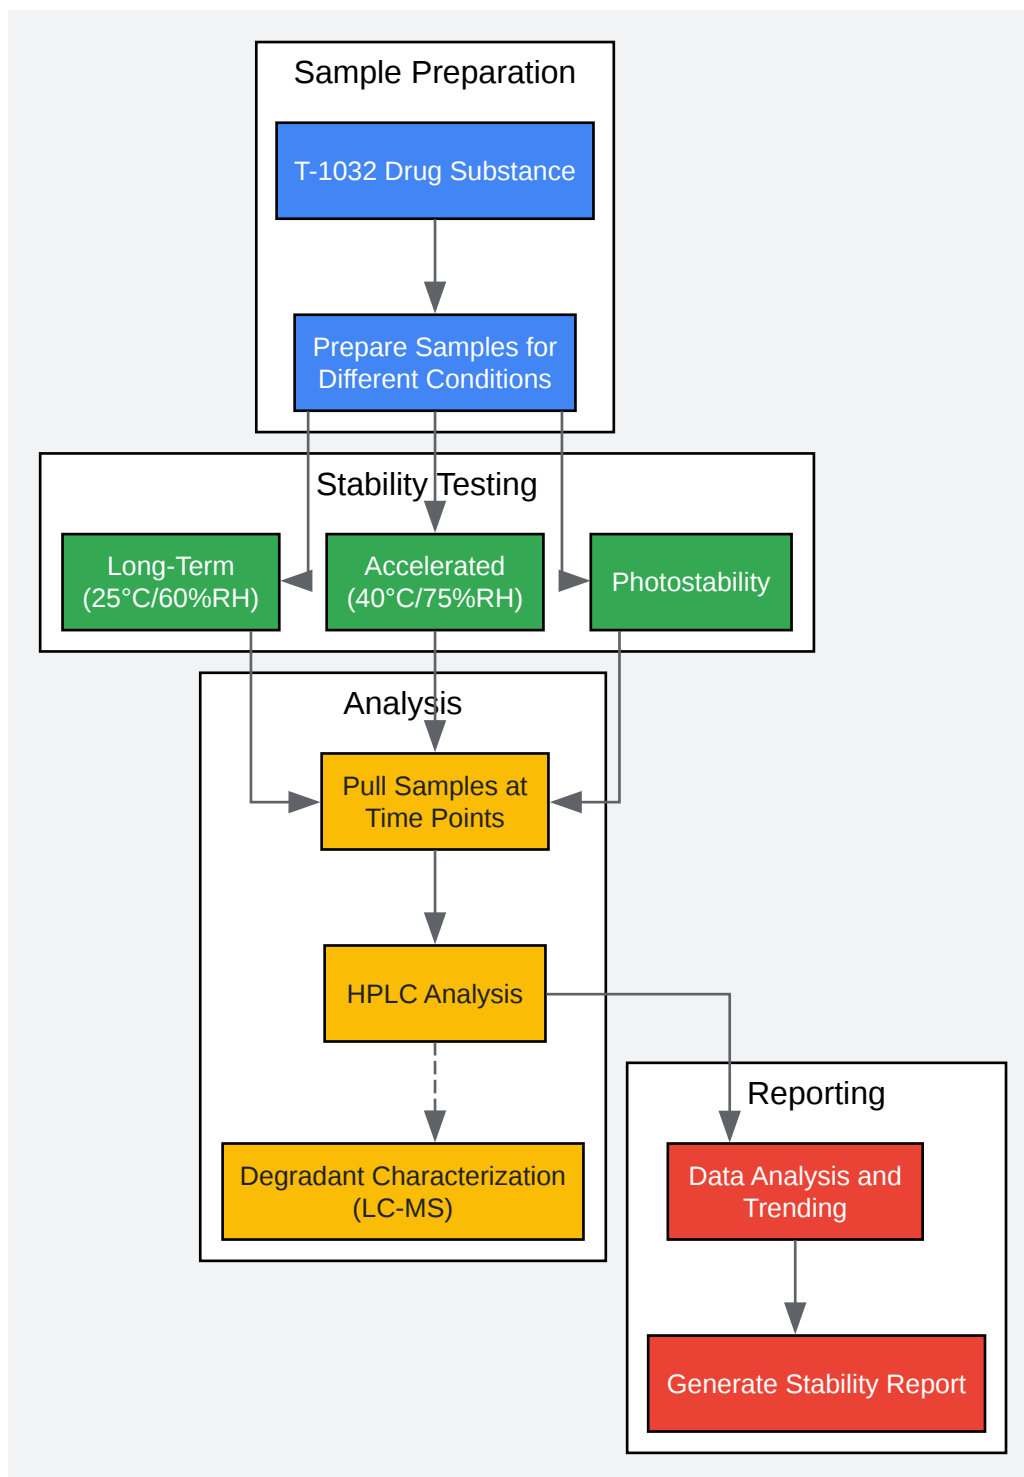 Sample Preparation
T-1032 Drug Substance
Prepare Samples for
Different Conditions
Stability Testing
Long-Term
(25°C/60%RH)
Accelerated
(40°C/75%RH)
Photostability
Analysis
Pull Samples at
Time Points
HPLC Analysis
Degradant Characterization
(LC-MS)
Reporting
Data Analysis and
Trending
Generate Stability Report